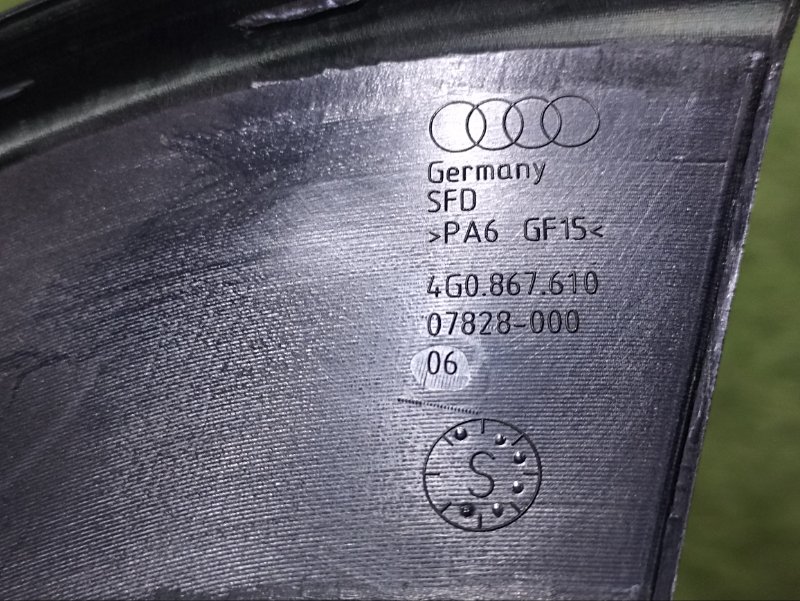 Germany
SFD
>PA6 GF15<
4G0.867.610
07828-000
06
S